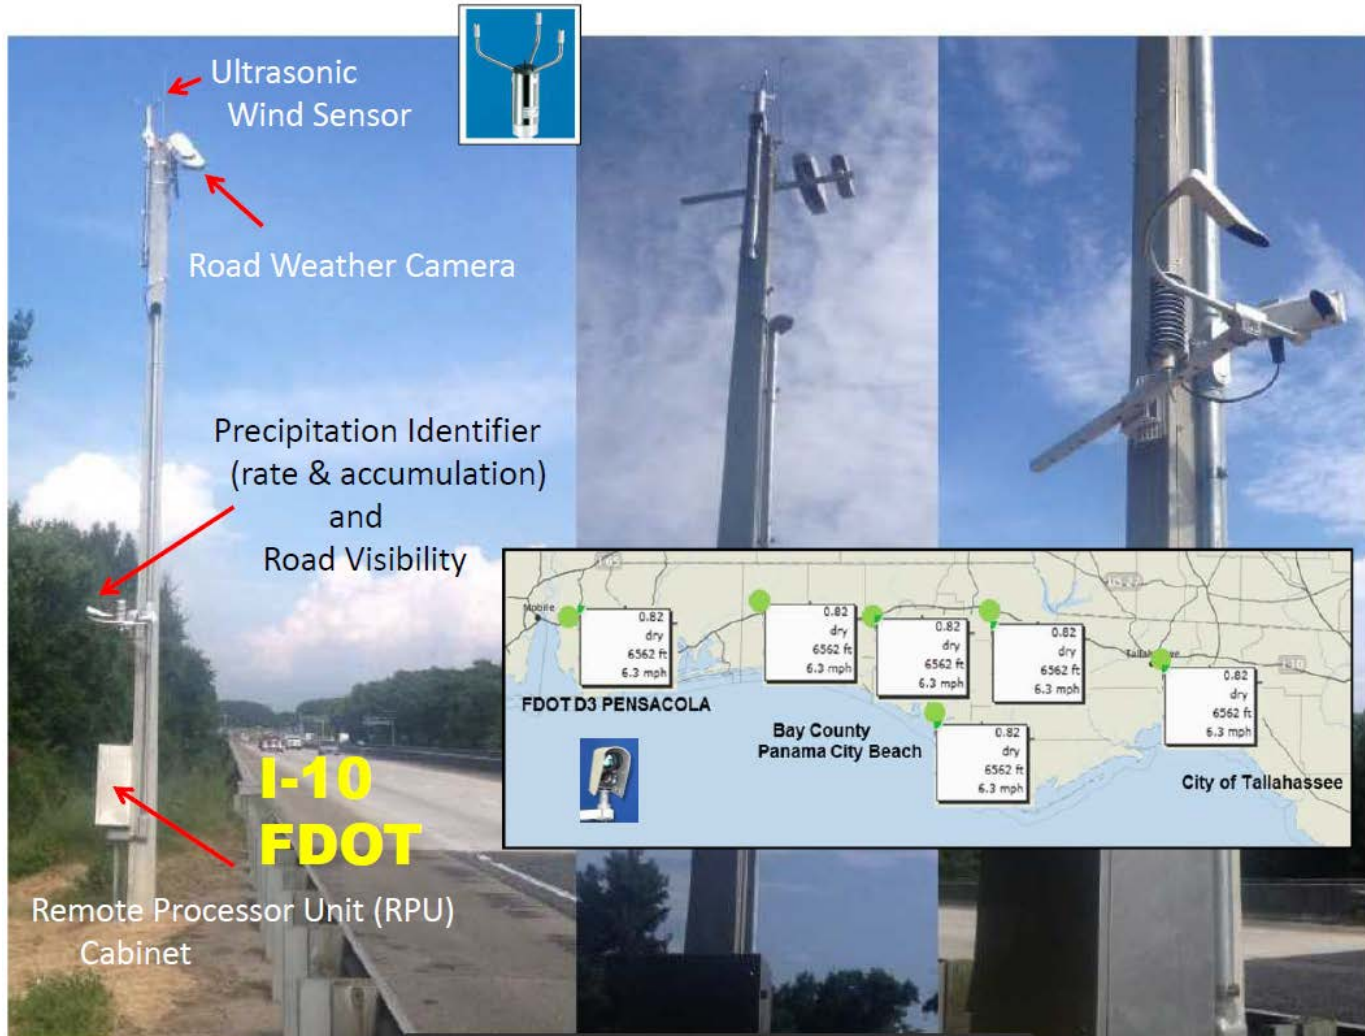 Ultrasonic
Wind Sensor
Road Weather Camera
Precipitation Identifier
(rate & accumulation)
and
Road Visibility
I-10
FDOT
Remote Processor Unit (RPU)
Cabinet
Mobile
0.82
dry
6562 ft
6.3 mph
FDOT D3 PENSACOLA
0.82
dry
6562 ft
6.3 mph
0.82
dry
6562 ft
6.3 mph
0.82
dry
6562 ft
6.3 mph
Bay County
Panama City Beach
0.82
dry
6562 ft
6.3 mph
US-27
I-10
0.82
dry
6562 ft
6.3 mph
City of Tallahassee